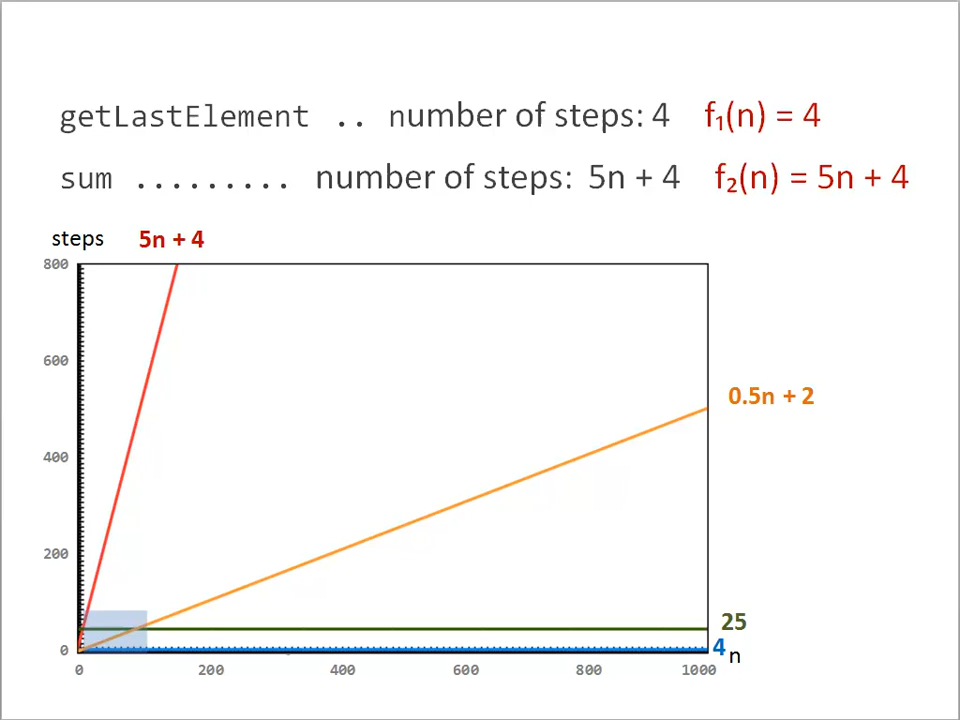 getLastElement .. number of steps: 4 f₁(n) = 4
sum ......... number of steps: 5n + 4 f₂(n) = 5n + 4
steps 5n + 4
800
600
0.5n + 2
400
200
25
0
4 n
0 200 400 600 800 1000